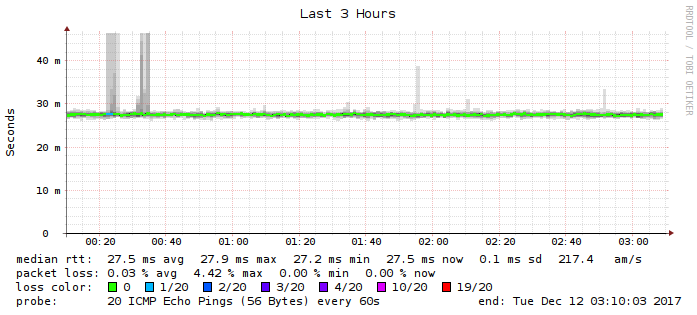 Last 3 Hours
RRDTOOL / TOBI OETIKER
Seconds
40 m
30 m
20 m
10 m
0
00:20 00:40 01:00 01:20 01:40 02:00 02:20 02:40 03:00
median rtt: 27.5 ms avg 27.9 ms max 27.2 ms min 27.5 ms now 0.1 ms sd 217.4 am/s
packet loss: 0.03 % avg 4.42 % max 0.00 % min 0.00 % now
loss color: 0 1/20 2/20 3/20 4/20 10/20 19/20
probe: 20 ICMP Echo Pings (56 Bytes) every 60s end: Tue Dec 12 03:10:03 2017